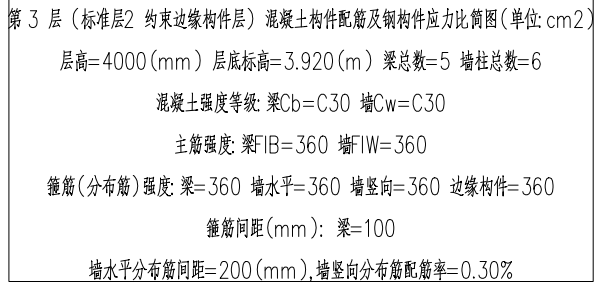 第 3 层 (标准层2 约束边缘构件层) 混凝土构件配筋及钢构件应力比简图(单位:cm2)
层高=4000(mm) 层底标高=3.920(m) 梁总数=5 墙柱总数=6
混凝土强度等级:梁Cb=C30 墙Cw=C30
主筋强度:梁FIB=360 墙FIW=360
箍筋(分布筋)强度:梁=360 墙水平=360 墙竖向=360 边缘构件=360
箍筋间距(mm): 梁=100
墙水平分布筋间距=200(mm),墙竖向分布筋配筋率=0.30%